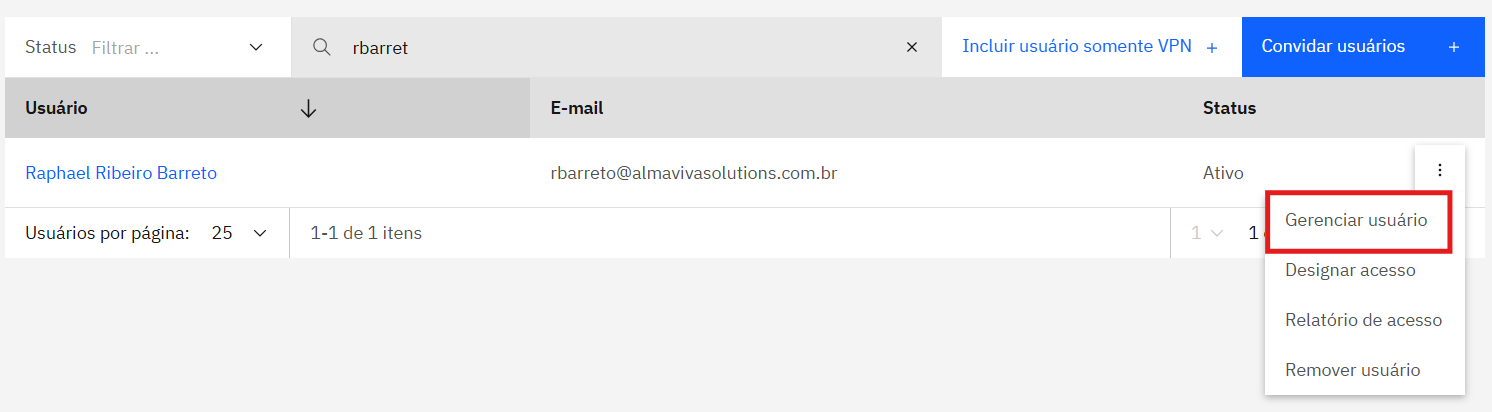 Status Filtrar ... rbarret Incluir usuário somente VPN + Convidar usuários +
Usuário E-mail Status
Raphael Ribeiro Barreto rbarreto@almavivasolutions.com.br Ativo
Usuários por página: 25 1-1 de 1 itens 1 1
Gerenciar usuário
Designar acesso
Relatório de acesso
Remover usuário